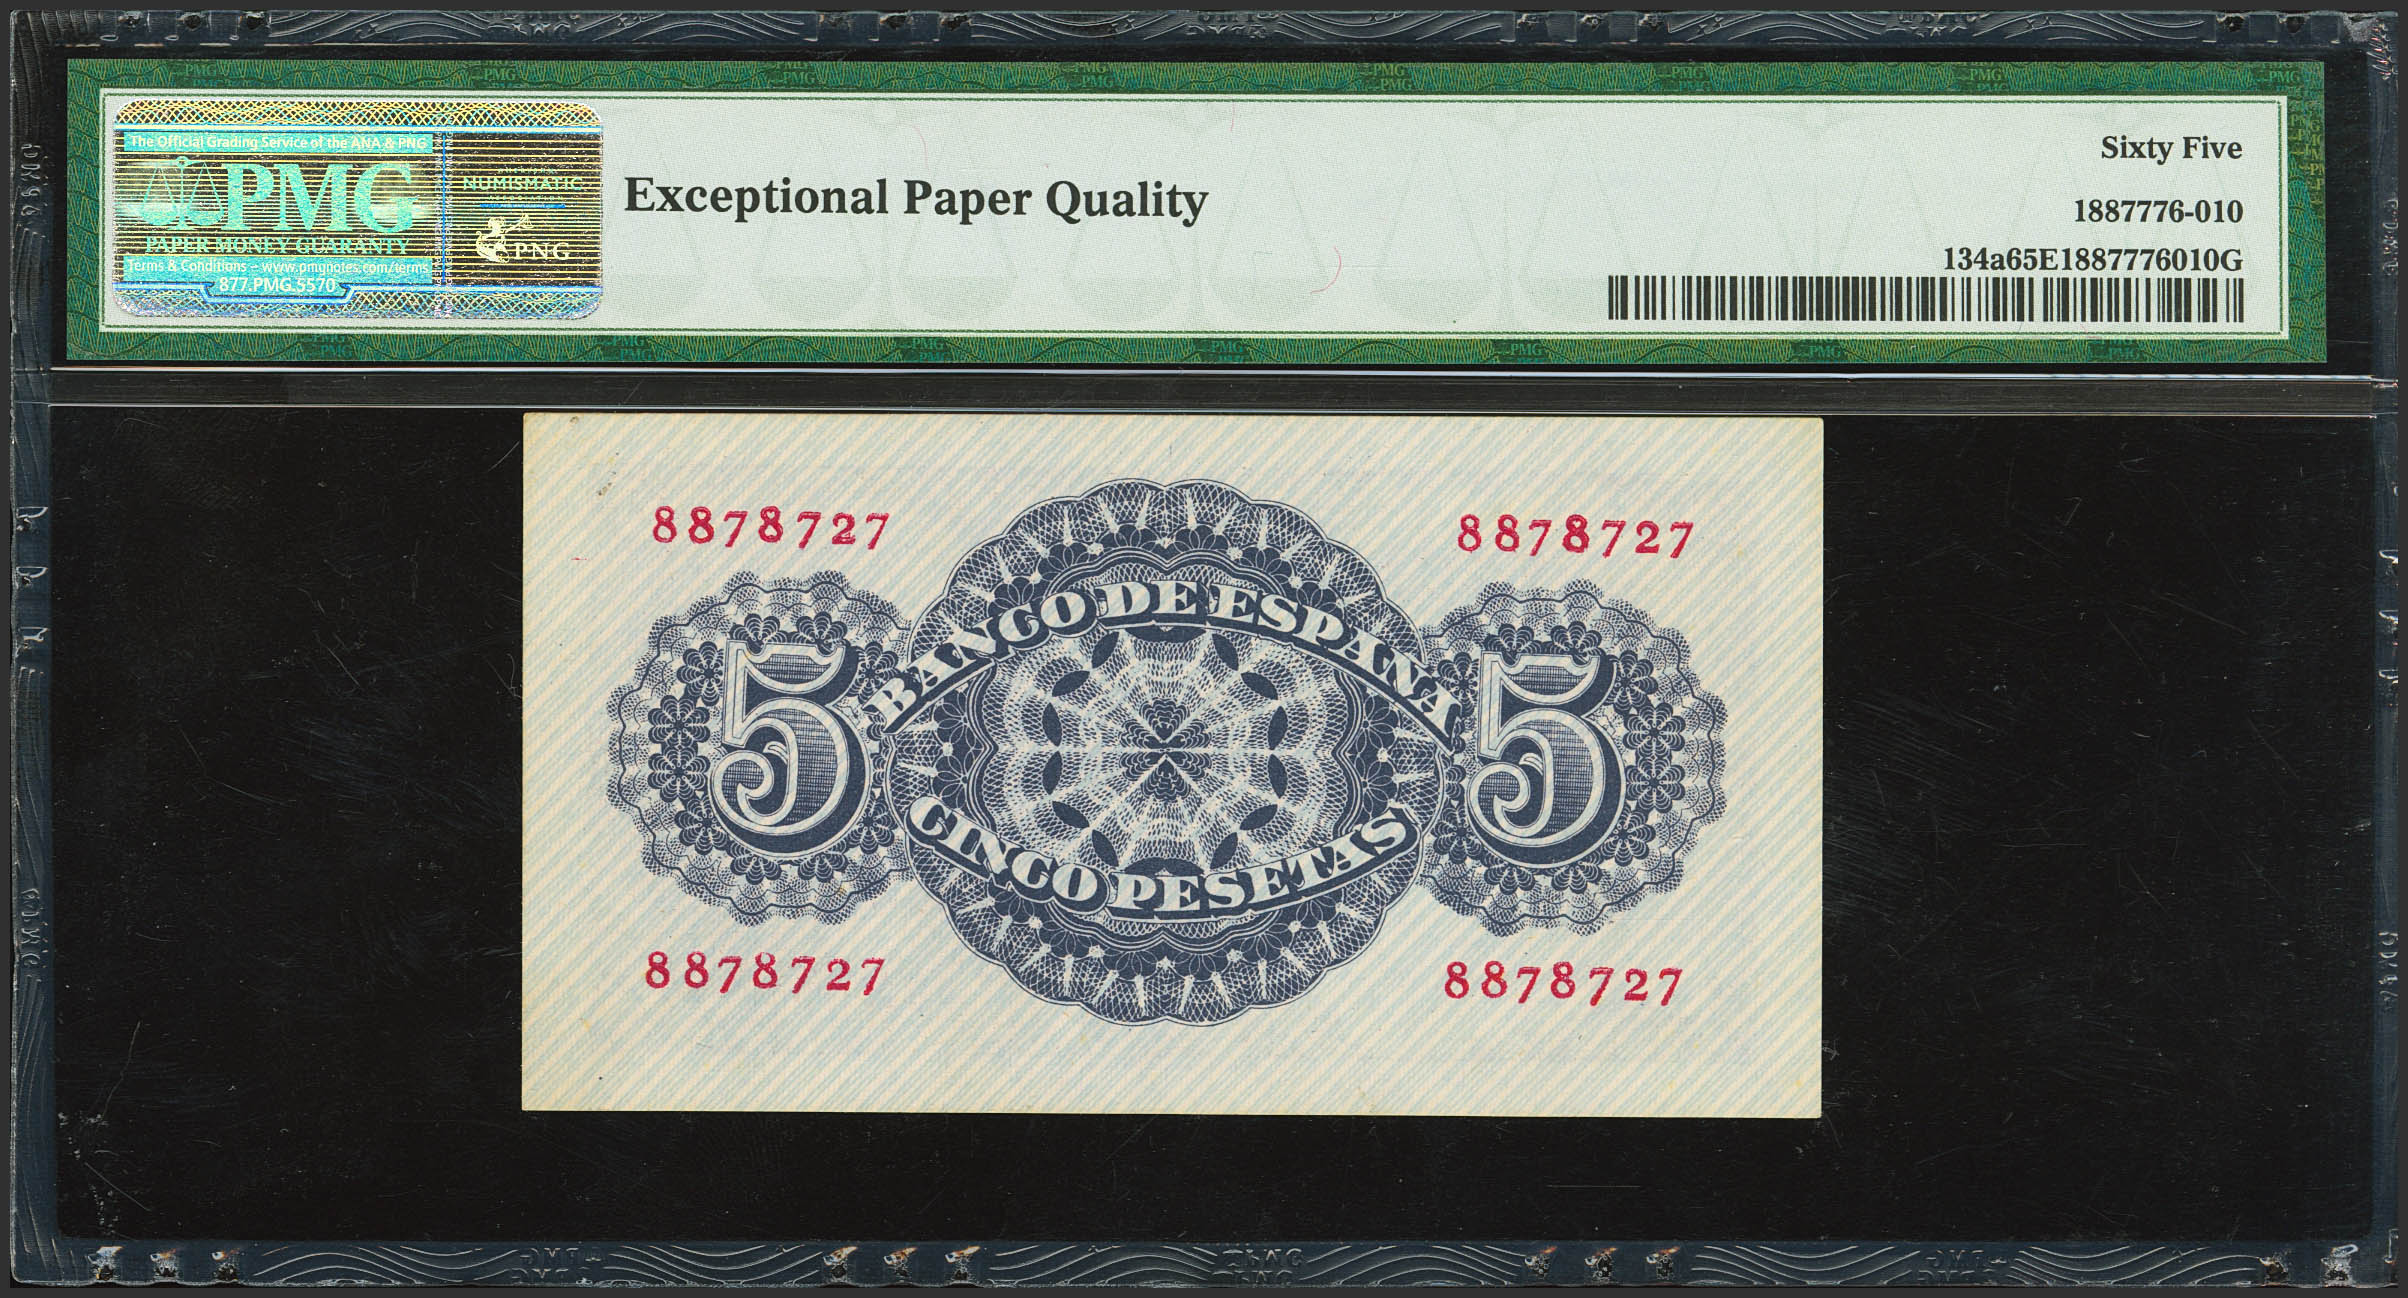 The Official Grading Service of the ANA & PNG
PMG
PAPER MONEY GUARANTY
Terms & Conditions – www.pmgnotes.com/terms
877.PMG.5570
NUMISMATIC
PNG
Exceptional Paper Quality
Sixty Five
1887776-010
134a65E1887776010G
8878727
8878727
BANCO DE ESPAÑA
5
5
CINCO PESETAS
8878727
8878727